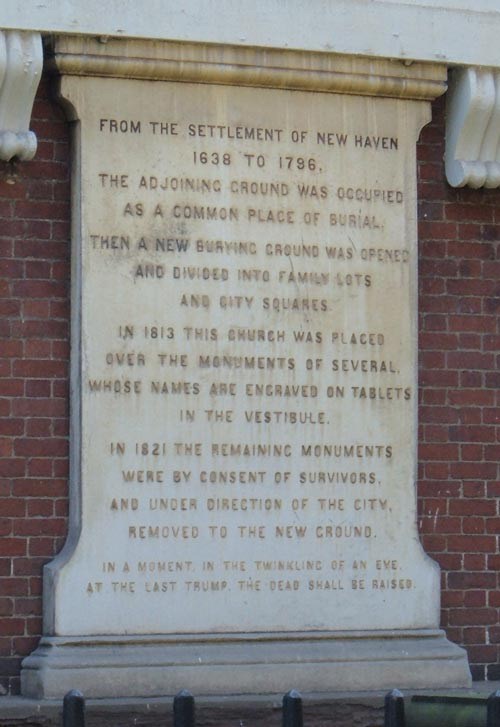 FROM THE SETTLEMENT OF NEW HAVEN
1638 TO 1796,
THE ADJOINING GROUND WAS OCCUPIED
AS A COMMON PLACE OF BURIAL,
THEN A NEW BURYING GROUND WAS OPENED
AND DIVIDED INTO FAMILY LOTS
AND CITY SQUARES.
IN 1813 THIS CHURCH WAS PLACED
OVER THE MONUMENTS OF SEVERAL,
WHOSE NAMES ARE ENGRAVED ON TABLETS
IN THE VESTIBULE.
IN 1821 THE REMAINING MONUMENTS
WERE BY CONSENT OF SURVIVORS,
AND UNDER DIRECTION OF THE CITY,
REMOVED TO THE NEW GROUND.
IN A MOMENT, IN THE TWINKLING OF AN EYE,
AT THE LAST TRUMP, THE DEAD SHALL BE RAISED.